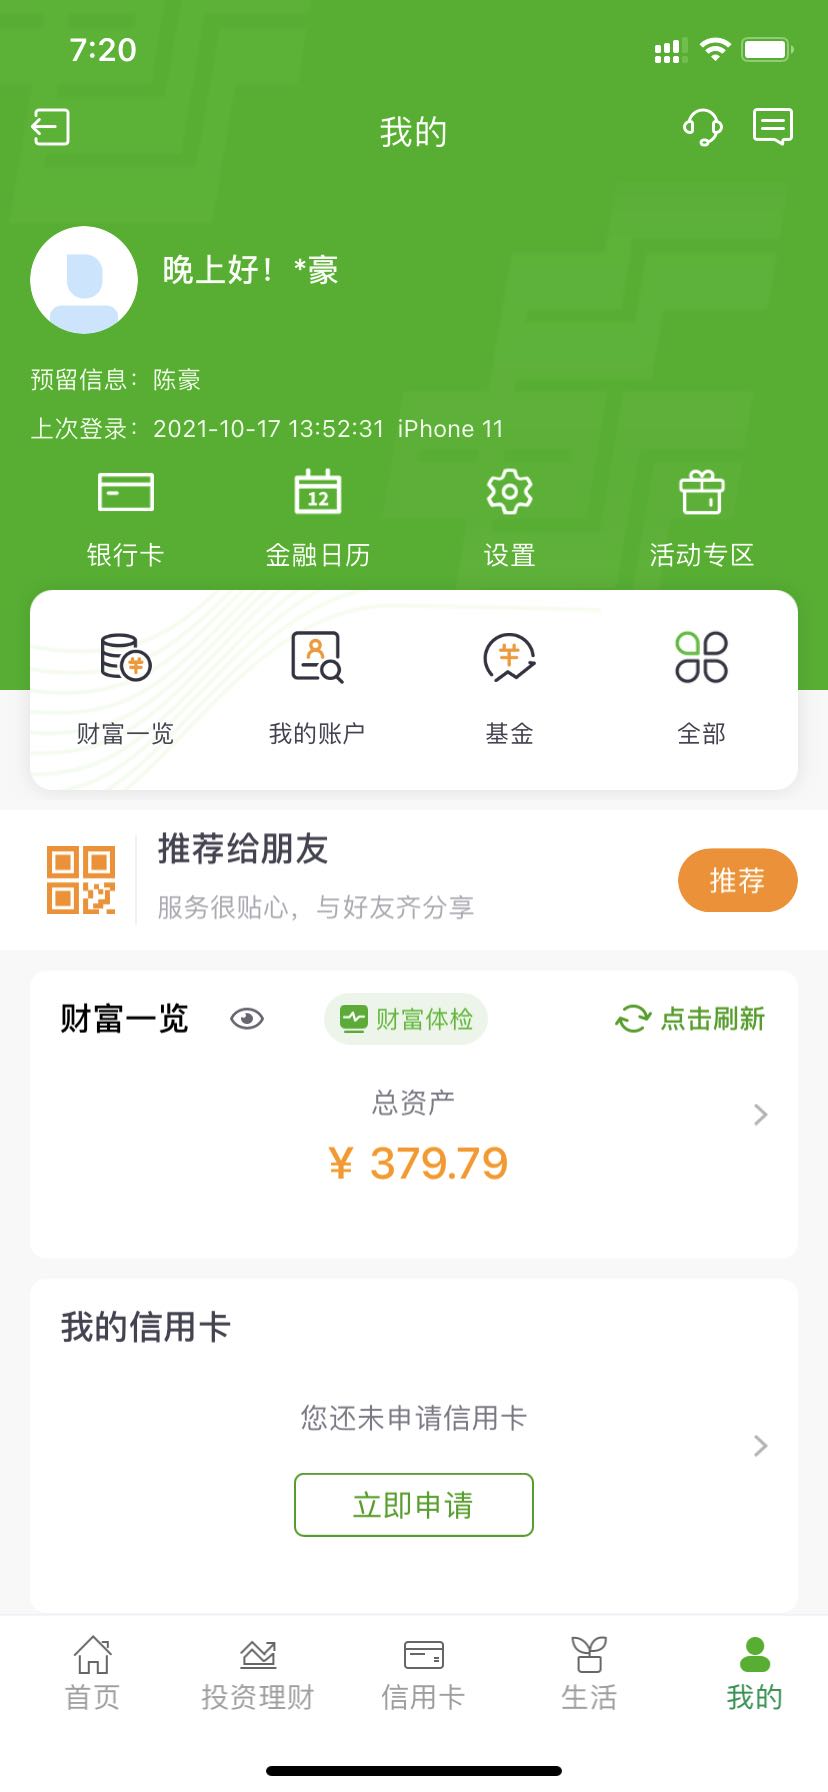 7:20
我的
晚上好！*豪
预留信息：陈豪
上次登录：2021-10-17 13:52:31 iPhone 11
12
银行卡 金融日历 设置 活动专区
财富一览 我的账户 基金 全部
推荐给朋友
服务很贴心，与好友齐分享
推荐
财富一览 财富体检 点击刷新
总资产
¥ 379.79
我的信用卡
您还未申请信用卡
立即申请
首页 投资理财 信用卡 生活 我的